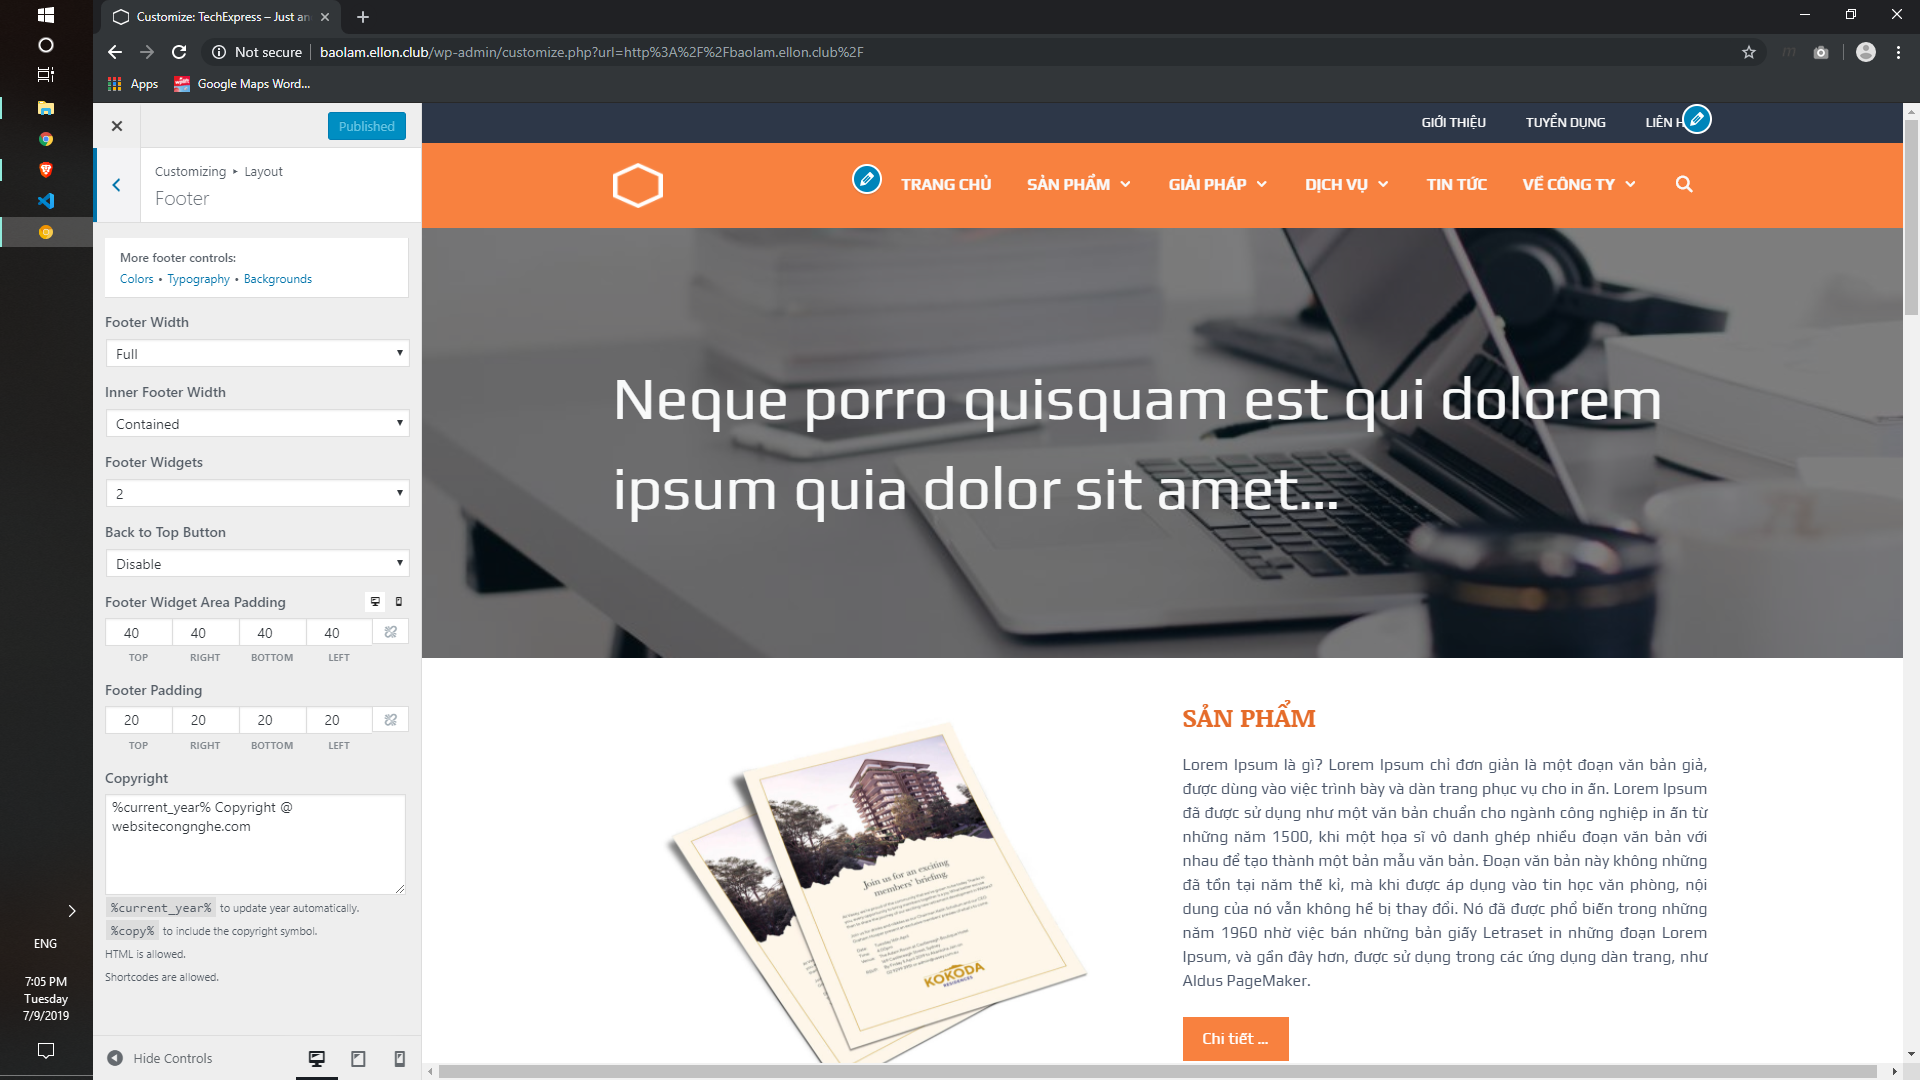 Customize: TechExpress – Just an
Not secure
baolam.ellon.club/wp-admin/customize.php?url=http%3A%2F%2Fbaolam.ellon.club%2F
Apps
Google Maps Word...
Published
Customizing ▸ Layout
Footer
More footer controls:
Colors • Typography • Backgrounds
Footer Width
Full
Inner Footer Width
Contained
Footer Widgets
2
Back to Top Button
Disable
Footer Widget Area Padding
40 40 40 40
TOP RIGHT BOTTOM LEFT
Footer Padding
20 20 20 20
TOP RIGHT BOTTOM LEFT
Copyright
%current_year% Copyright @
websitecongnghe.com
%current_year% to update year automatically.
%copy% to include the copyright symbol.
HTML is allowed.
Shortcodes are allowed.
Hide Controls
ENG
7:05 PM
Tuesday
7/9/2019
GIỚI THIỆU TUYỂN DỤNG LIÊN H
TRANG CHỦ SẢN PHẨM GIẢI PHÁP DỊCH VỤ TIN TỨC VỀ CÔNG TY
Neque porro quisquam est qui dolorem
ipsum quia dolor sit amet...
Join us for an exciting
members' briefing.
KOKODA
RESIDENCES
SẢN PHẨM
Lorem Ipsum là gì? Lorem Ipsum chỉ đơn giản là một đoạn văn bản giả,
được dùng vào việc trình bày và dàn trang phục vụ cho in ấn. Lorem Ipsum
đã được sử dụng như một văn bản chuẩn cho ngành công nghiệp in ấn từ
những năm 1500, khi một họa sĩ vô danh ghép nhiều đoạn văn bản với
nhau để tạo thành một bản mẫu văn bản. Đoạn văn bản này không những
đã tồn tại năm thế kỉ, mà khi được áp dụng vào tin học văn phòng, nội
dung của nó vẫn không hề bị thay đổi. Nó đã được phổ biến trong những
năm 1960 nhờ việc bán những bản giấy Letraset in những đoạn Lorem
Ipsum, và gần đây hơn, được sử dụng trong các ứng dụng dàn trang, như
Aldus PageMaker.
Chi tiết ...